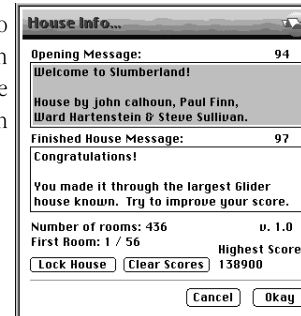 House Info...
Opening Message: 94
Welcome to Slumberland!
House by john calhoun, Paul Finn,
Ward Hartenstein & Steve Sullivan.
Finished House Message: 97
Congratulations!
You made it through the largest Glider
house known. Try to improve your score.
Number of rooms: 436 v. 1.0
First Room: 1 / 56
Highest Score
Lock House Clear Scores 138900
Cancel Okay